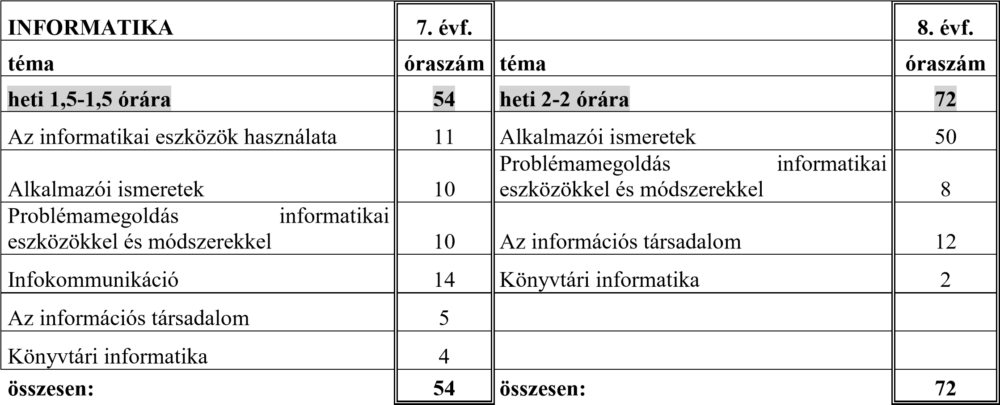 INFORMATIKA 7. évf. 8. évf.
téma óraszám téma óraszám
heti 1,5-1,5 órára 54 heti 2-2 órára 72
Az informatikai eszközök használata 11 Alkalmazói ismeretek 50
Problémamegoldás informatikai
Alkalmazói ismeretek 10 eszközökkel és módszerekkel 8
Problémamegoldás informatikai
eszközökkel és módszerekkel 10 Az információs társadalom 12
Infokommunikáció 14 Könyvtári informatika 2
Az információs társadalom 5
Könyvtári informatika 4
összesen: 54 összesen: 72